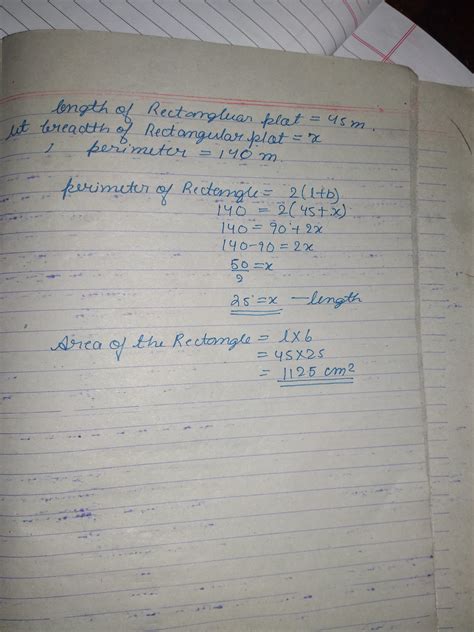 length of Rectangluar plat = 45m.
let breadth of Rectangular plat = x
, perimeter = 140 m
perimeter of Rectangle = 2(l+b)
140 = 2(45+x)
140 = 90+2x
140-90 = 2x
50/2 = x
25 = x — length
Area of the Rectangle = l×b
= 45×25
= 1125 cm²